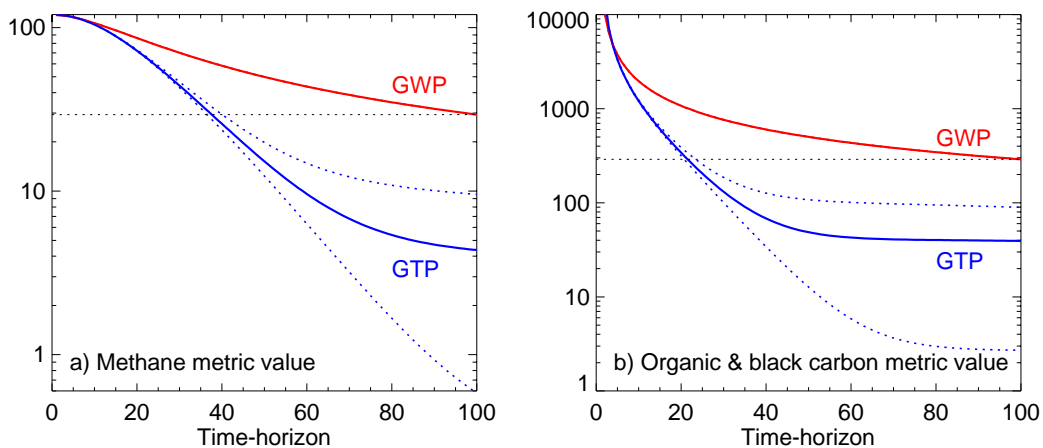 100
10
1
GWP
GTP
a) Methane metric value
0 20 40 60 80 100
Time-horizon
10000
1000
100
10
1
GWP
GTP
b) Organic & black carbon metric value
0 20 40 60 80 100
Time-horizon